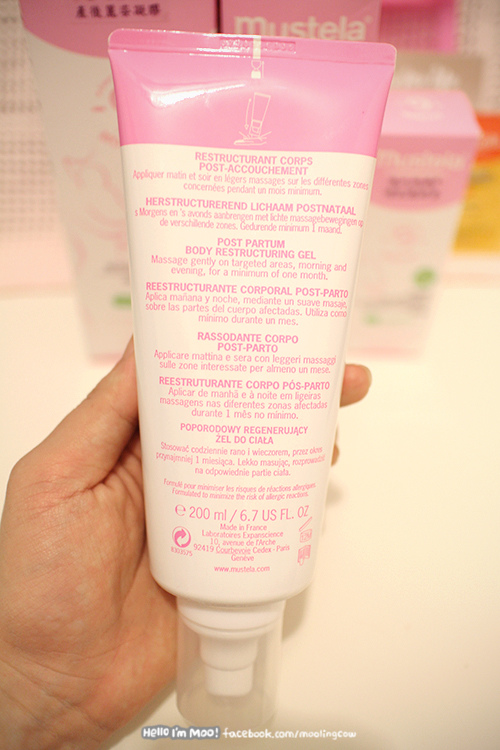 產後麗谷凝膠
mustela
mustela
RESTRUCTURANT CORPS
POST-ACCOUCHEMENT
Appliquer matin et soir en légers massages sur les différentes zones
concernées pendant un mois minimum.
HERSTRUCTUREREND LICHAAM POSTNATAAL
's Morgens en 's avonds aanbrengen met lichte massagebewegingen op
de verschillende zones. Gedurende minimum 1 maand.
POST PARTUM
BODY RESTRUCTURING GEL
Massage gently on targeted areas, morning and
evening, for a minimum of one month.
REESTRUCTURANTE CORPORAL POST-PARTO
Aplica mañana y noche, mediante un suave masaje,
sobre las partes del cuerpo afectadas. Utiliza como
mínimo durante un mes.
RASSODANTE CORPO
POST-PARTO
Applicare mattina e sera con leggeri massaggi
sulle zone interessate per almeno un mese.
REESTRUTURANTE CORPO PÓS-PARTO
Aplicar de manhã e à noite em ligeiras
massagens nas diferentes zonas afectadas
durante 1 mês no mínimo.
POPORODOWY REGENERUJĄCY
ŻEL DO CIAŁA
Stosować codziennie rano i wieczorem, przez okres
przynajmniej 1 miesiąca. Lekko masując, rozprowadzić
na odpowiednie partie ciała.
Formulé pour minimiser les risques de réactions allergiques.
Formulated to minimize the risk of allergic reactions.
e 200 ml / 6.7 US FL. OZ
Made in France
Laboratoires Expanscience
10, avenue de l'Arche
92419 Courbevoie Cedex - Paris
Genève
www.mustela.com
Hello I'm Moo! facebook.com/moolingcow